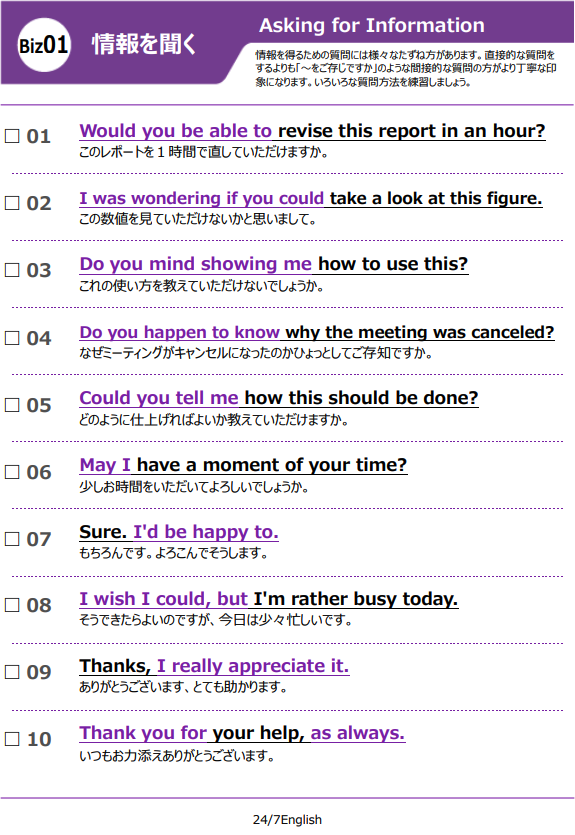 Biz01 情報を聞く
Asking for Information
情報を得るための質問には様々なたずね方があります。直接的な質問を
するよりも「～をご存じですか」のような間接的な質問の方がより丁寧な印
象になります。いろいろな質問方法を練習しましょう。
□ 01 Would you be able to revise this report in an hour?
このレポートを１時間で直していただけますか。
□ 02 I was wondering if you could take a look at this figure.
この数値を見ていただけないかと思いまして。
□ 03 Do you mind showing me how to use this?
これの使い方を教えていただけないでしょうか。
□ 04 Do you happen to know why the meeting was canceled?
なぜミーティングがキャンセルになったのかひょっとしてご存知ですか。
□ 05 Could you tell me how this should be done?
どのように仕上げればよいか教えていただけますか。
□ 06 May I have a moment of your time?
少しお時間をいただいてよろしいでしょうか。
□ 07 Sure. I'd be happy to.
もちろんです。よろこんでそうします。
□ 08 I wish I could, but I'm rather busy today.
そうできたらよいのですが、今日は少々忙しいです。
□ 09 Thanks, I really appreciate it.
ありがとうございます、とても助かります。
□ 10 Thank you for your help, as always.
いつもお力添えありがとうございます。
24/7English